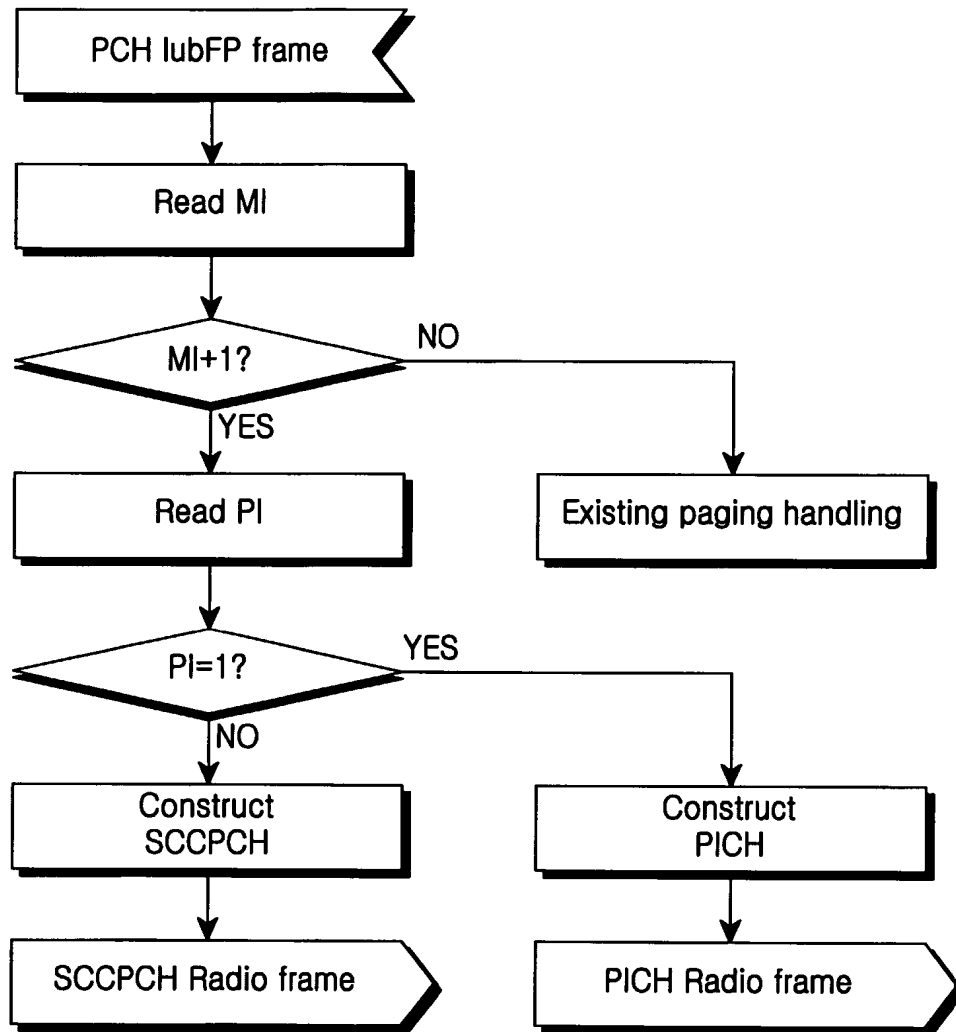 PCH IubFP frame
Read MI
MI+1?
NO
YES
Read PI
Existing paging handling
PI=1?
YES
NO
Construct
SCCPCH
Construct
PICH
SCCPCH Radio frame
PICH Radio frame